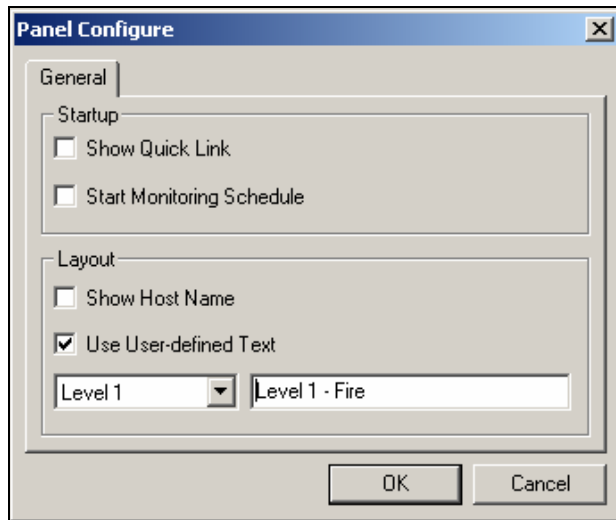 Panel Configure
General
Startup
Show Quick Link
Start Monitoring Schedule
Layout
Show Host Name
Use User-defined Text
Level 1 Level 1 - Fire
OK Cancel